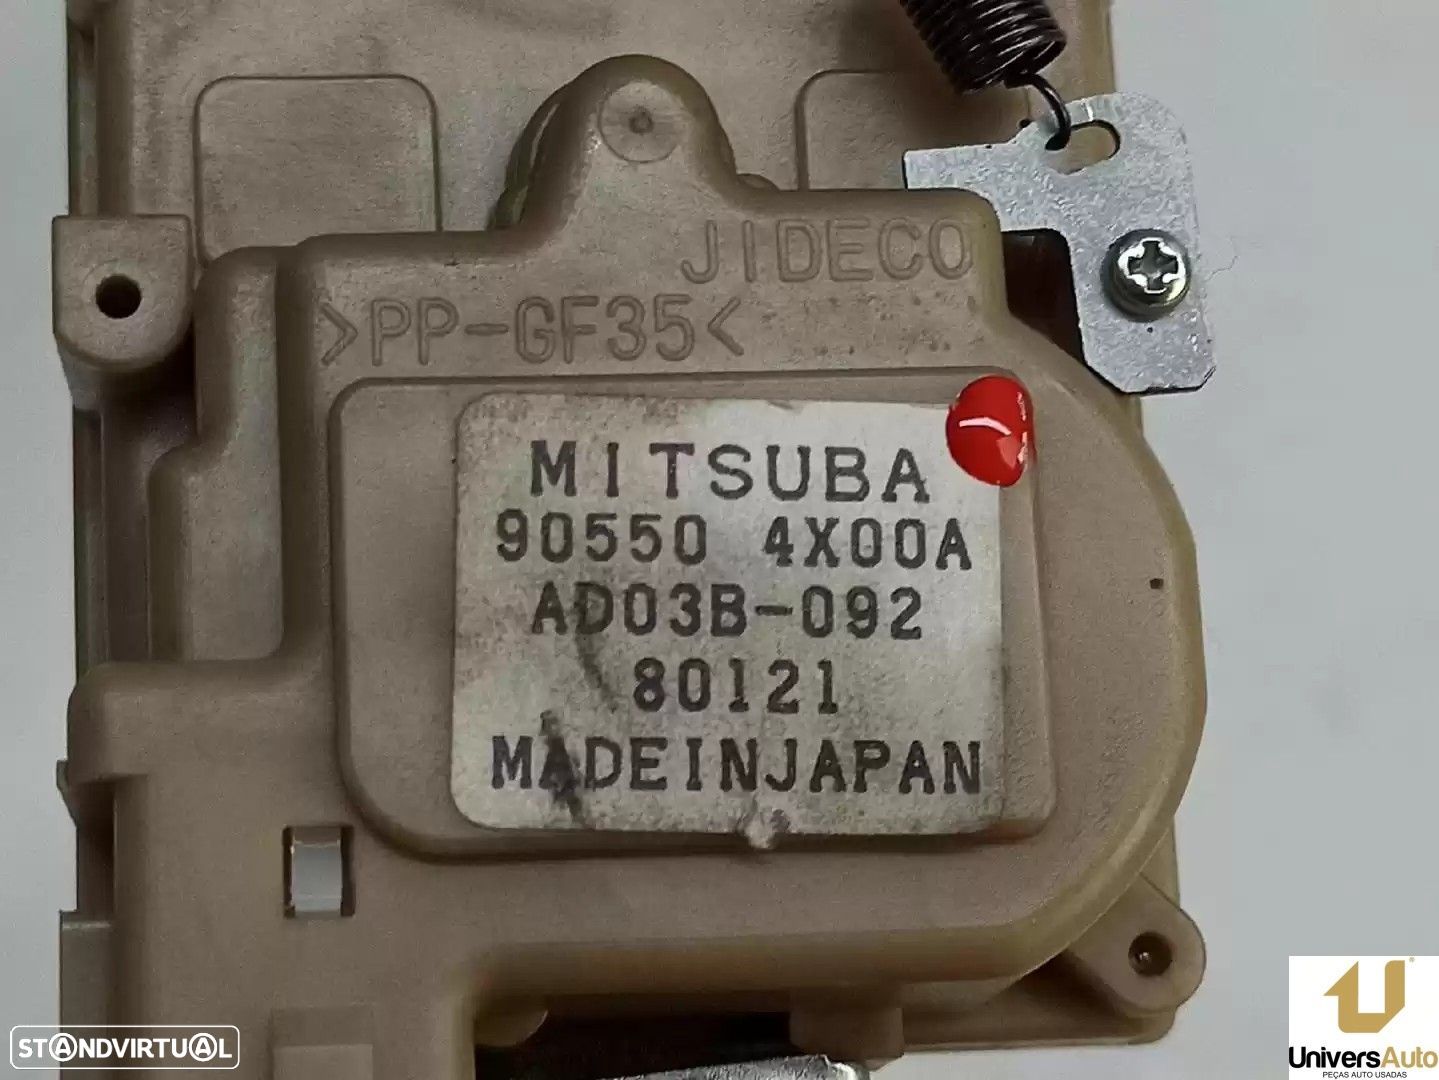 JIDECO
>PP-GF35<
MITSUBA
90550 4X00A
AD03B-092
80121
MADEINJAPAN
STANDVIRTUAL
UniversAuto
PEÇAS AUTO USADAS